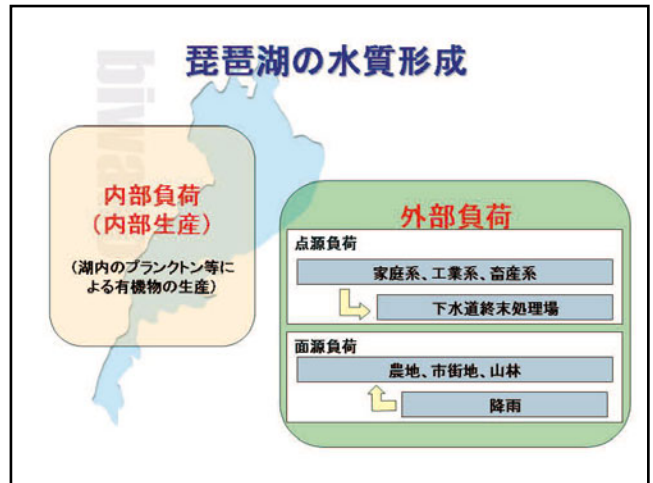 琵琶湖の水質形成
biwa
内部負荷
(内部生産)
(湖内のプランクトン等に
よる有機物の生産)
外部負荷
点源負荷
家庭系、工業系、畜産系
下水道終末処理場
面源負荷
農地、市街地、山林
降雨